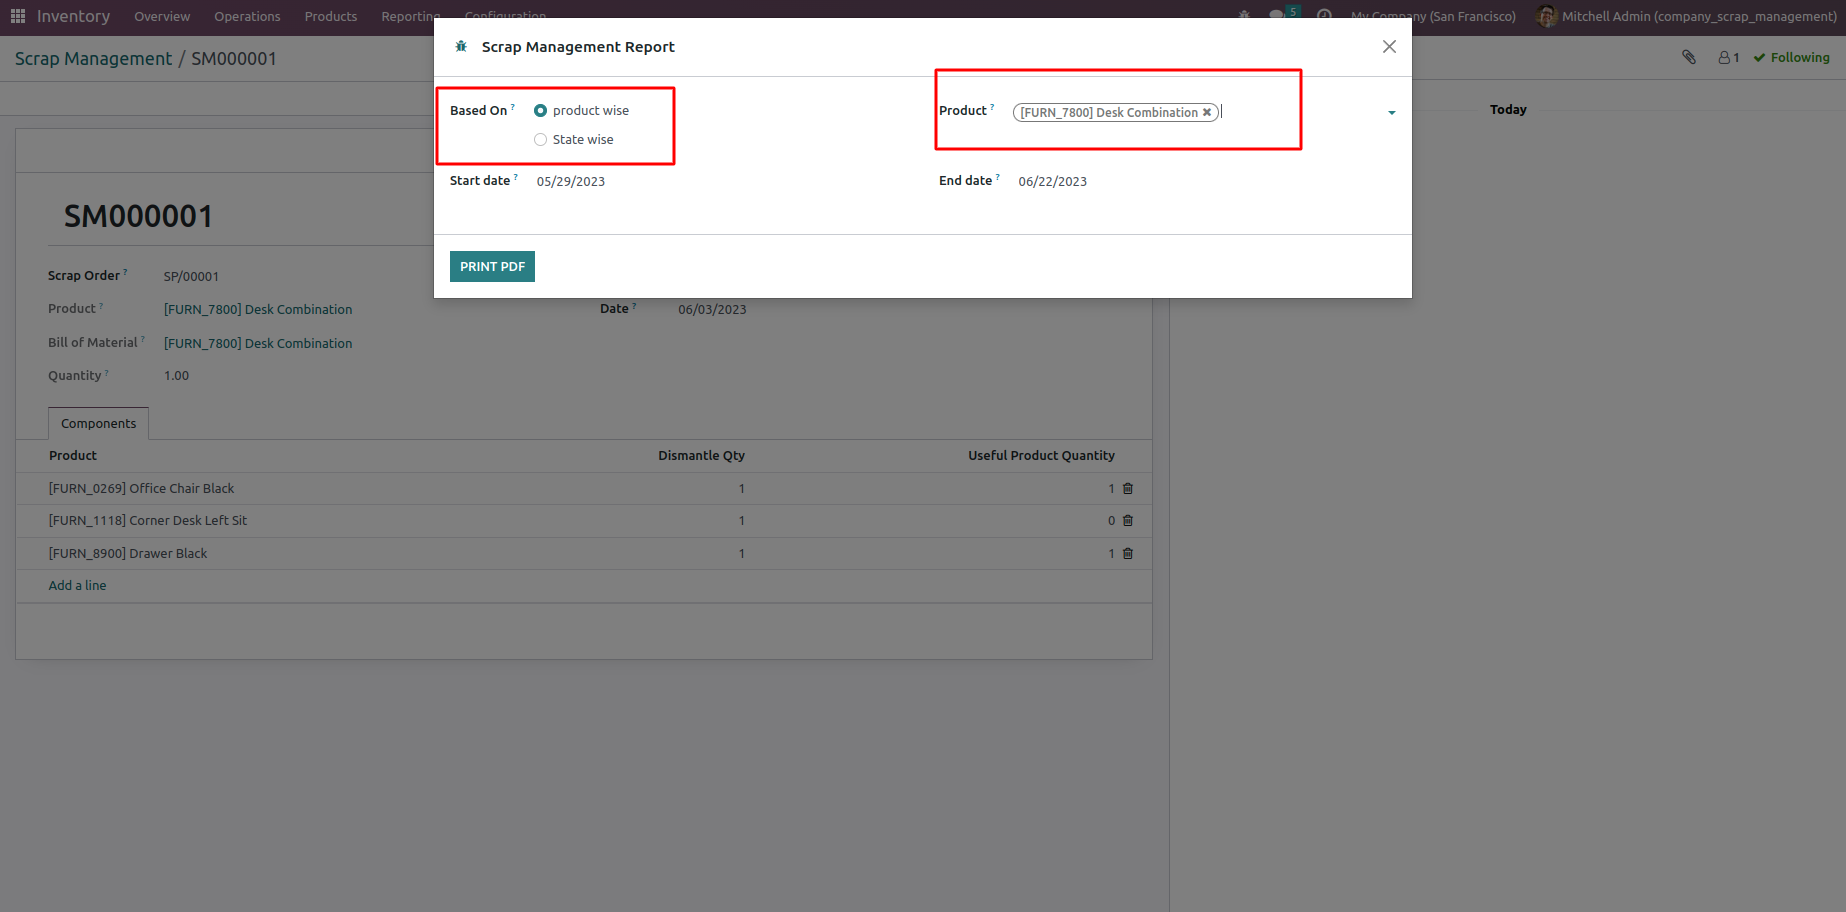 Inventory Overview Operations Products Reporting Configuration 5 My Company (San Francisco) Mitchell Admin (company_scrap_management)
Scrap Management / SM000001
1 Following
Scrap Management Report
Based On ? product wise
State wise
Product ? [FURN_7800] Desk Combination
Start date ? 05/29/2023
End date ? 06/22/2023
PRINT PDF
Today
SM000001
Scrap Order ? SP/00001
Product ? [FURN_7800] Desk Combination
Date ? 06/03/2023
Bill of Material ? [FURN_7800] Desk Combination
Quantity ? 1.00
Components
Product Dismantle Qty Useful Product Quantity
[FURN_0269] Office Chair Black 1 1
[FURN_1118] Corner Desk Left Sit 1 0
[FURN_8900] Drawer Black 1 1
Add a line